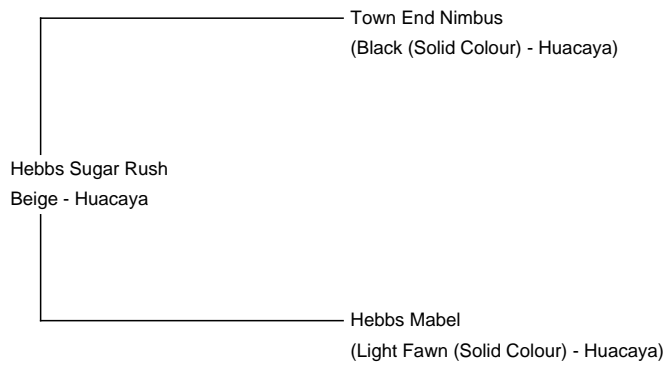 Town End Nimbus
(Black (Solid Colour) - Huacaya)
Hebbs Sugar Rush
Beige - Huacaya
Hebbs Mabel
(Light Fawn (Solid Colour) - Huacaya)